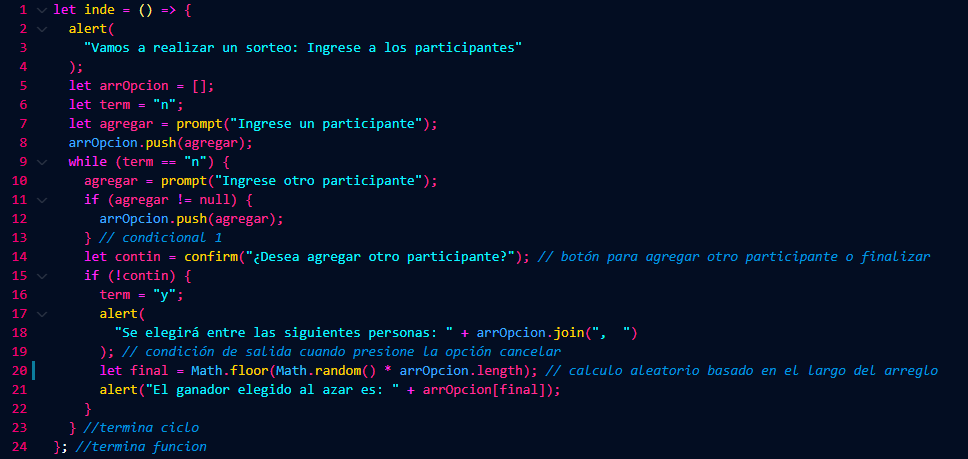 1 let inde = () => {
2 alert(
3 "Vamos a realizar un sorteo: Ingrese a los participantes"
4 );
5 let arrOpcion = [];
6 let term = "n";
7 let agregar = prompt("Ingrese un participante");
8 arrOpcion.push(agregar);
9 while (term == "n") {
10 agregar = prompt("Ingrese otro participante");
11 if (agregar != null) {
12 arrOpcion.push(agregar);
13 } // condicional 1
14 let contin = confirm("¿Desea agregar otro participante?"); // botón para agregar otro participante o finalizar
15 if (!contin) {
16 term = "y";
17 alert(
18 "Se elegirá entre las siguientes personas: " + arrOpcion.join(",  ")
19 ); // condición de salida cuando presione la opción cancelar
20 let final = Math.floor(Math.random() * arrOpcion.length); // calculo aleatorio basado en el largo del arreglo
21 alert("El ganador elegido al azar es: " + arrOpcion[final]);
22 }
23 } //termina ciclo
24 }; //termina funcion